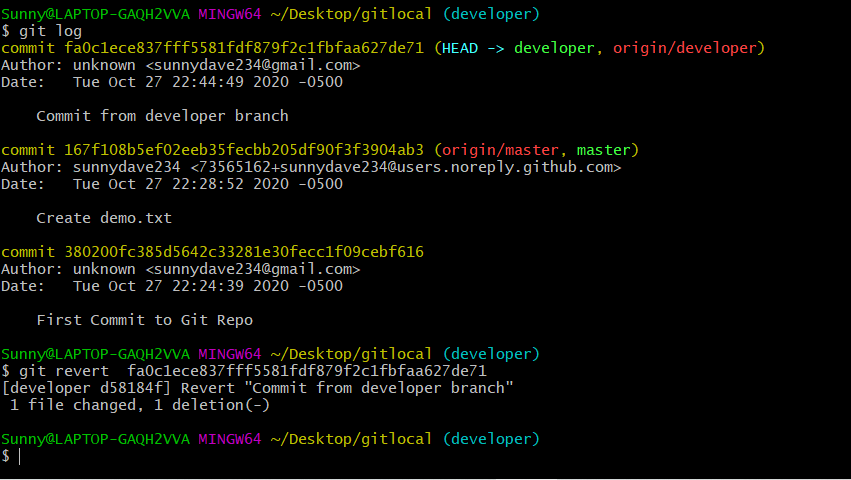 Sunny@LAPTOP-GAQH2VVA MINGW64 ~/Desktop/gitlocal (developer)
$ git log
commit fa0c1ece837fff5581fdf879f2c1fbfaa627de71 (HEAD -> developer, origin/developer)
Author: unknown <sunnydave234@gmail.com>
Date:   Tue Oct 27 22:44:49 2020 -0500
    Commit from developer branch
commit 167f108b5ef02eeb35fecbb205df90f3f3904ab3 (origin/master, master)
Author: sunnydave234 <73565162+sunnydave234@users.noreply.github.com>
Date:   Tue Oct 27 22:28:52 2020 -0500
    Create demo.txt
commit 380200fc385d5642c33281e30fecc1f09cebf616
Author: unknown <sunnydave234@gmail.com>
Date:   Tue Oct 27 22:24:39 2020 -0500
    First Commit to Git Repo
Sunny@LAPTOP-GAQH2VVA MINGW64 ~/Desktop/gitlocal (developer)
$ git revert  fa0c1ece837fff5581fdf879f2c1fbfaa627de71
[developer d58184f] Revert "Commit from developer branch"
 1 file changed, 1 deletion(-)
Sunny@LAPTOP-GAQH2VVA MINGW64 ~/Desktop/gitlocal (developer)
$